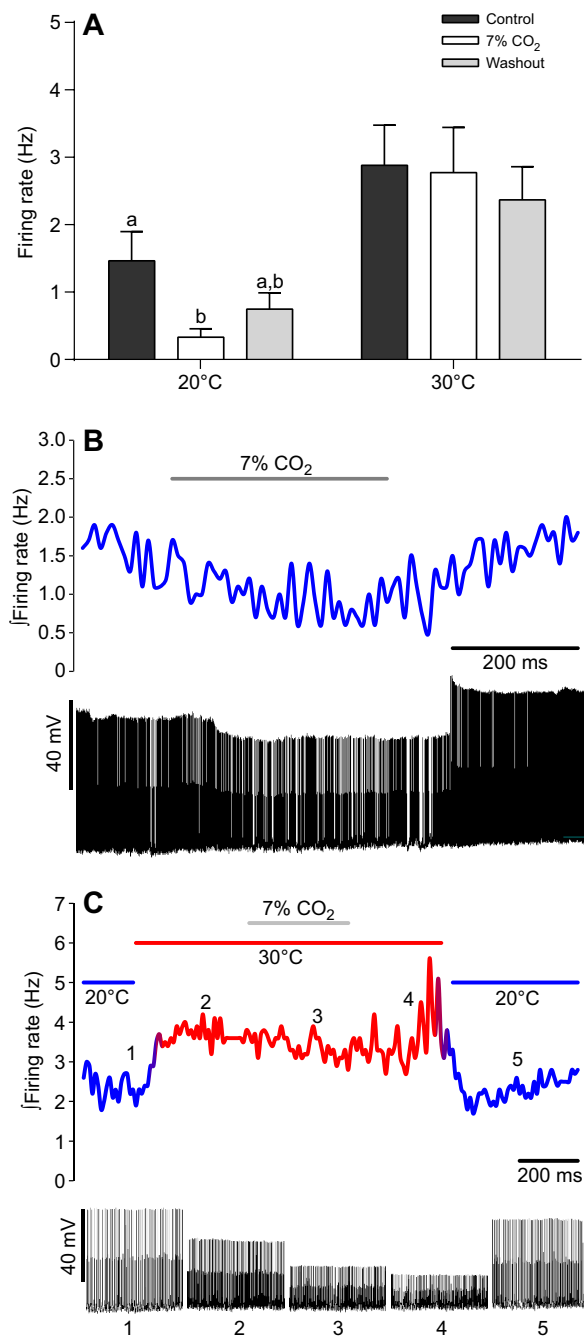 A
Control
7% CO₂
Washout
Firing rate (Hz)
5
4
3
2
1
0
a
b
a,b
20°C
30°C
B
7% CO₂
∫Firing rate (Hz)
3.0
2.5
2.0
1.5
1.0
0.5
0
200 ms
40 mV
C
7% CO₂
30°C
20°C
20°C
∫Firing rate (Hz)
7
6
5
4
3
2
1
0
1
2
3
4
5
200 ms
40 mV
1 2 3 4 5